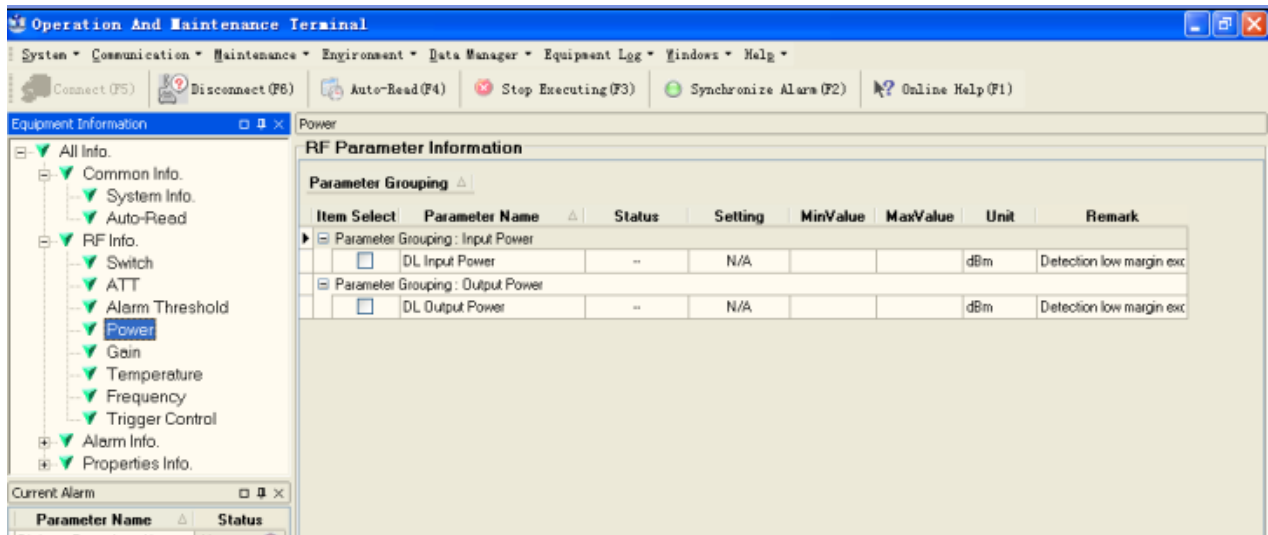 Operation And Maintenance Terminal
System Communication Maintenance Environment Data Manager Equipment Log Windows Help
Connect(F5) Disconnect(F6) Auto-Read(F4) Stop Executing(F3) Synchronize Alarm(F2) Online Help(F1)
Equipment Information
All Info.
Common Info.
System Info.
Auto-Read
RF Info.
Switch
ATT
Alarm Threshold
Power
Gain
Temperature
Frequency
Trigger Control
Alarm Info.
Properties Info.
Current Alarm
Parameter Name Status
Power
RF Parameter Information
Parameter Grouping
Item Select Parameter Name Status Setting MinValue MaxValue Unit Remark
Parameter Grouping : Input Power
DL Input Power -- N/A dBm Detection low margin exc
Parameter Grouping : Output Power
DL Output Power -- N/A dBm Detection low margin exc